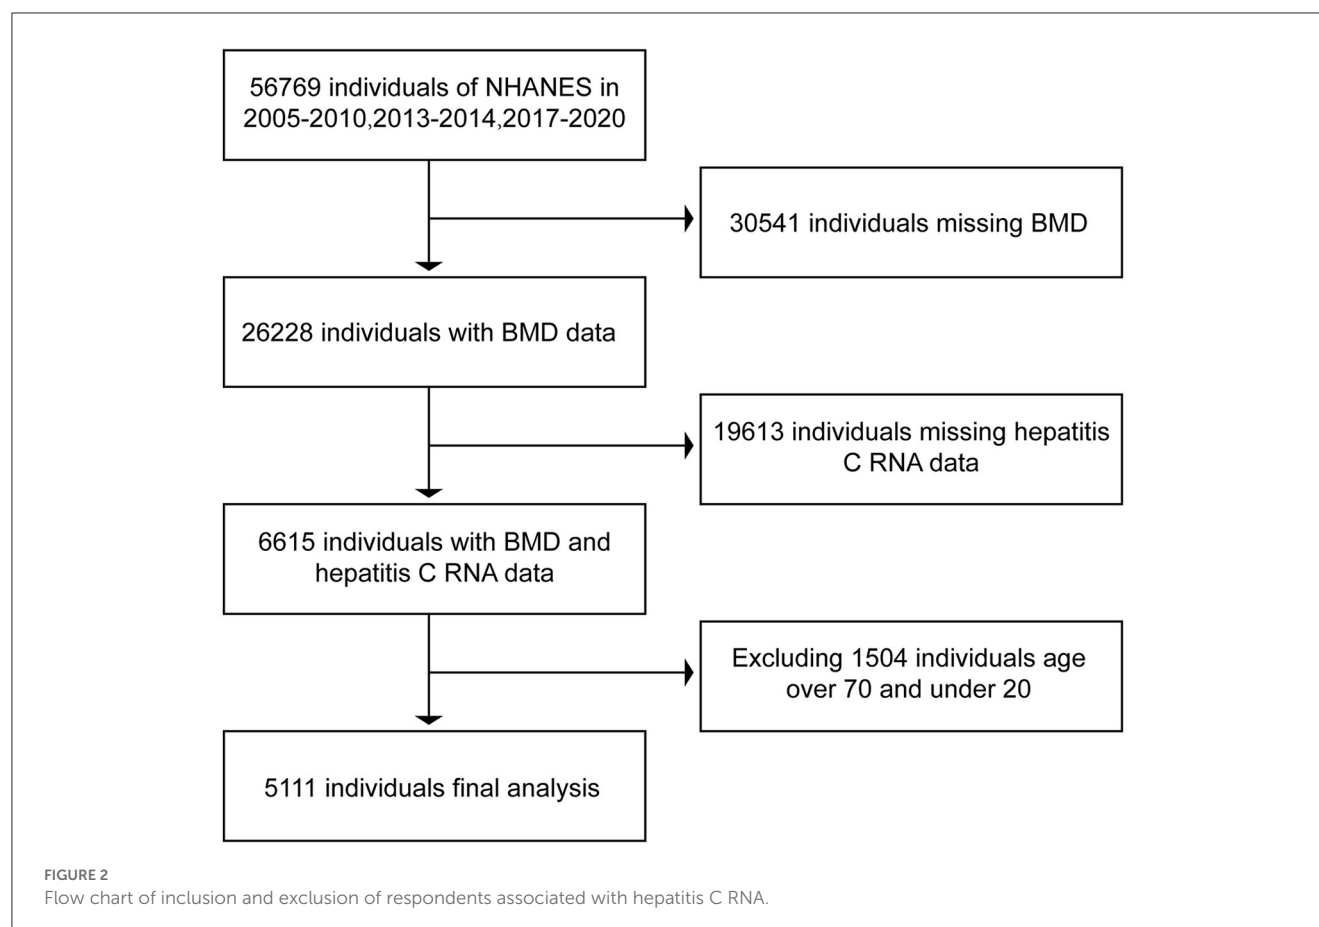 56769 individuals of NHANES in
2005-2010,2013-2014,2017-2020
30541 individuals missing BMD
26228 individuals with BMD data
19613 individuals missing hepatitis
C RNA data
6615 individuals with BMD and
hepatitis C RNA data
Excluding 1504 individuals age
over 70 and under 20
5111 individuals final analysis
FIGURE 2
Flow chart of inclusion and exclusion of respondents associated with hepatitis C RNA.